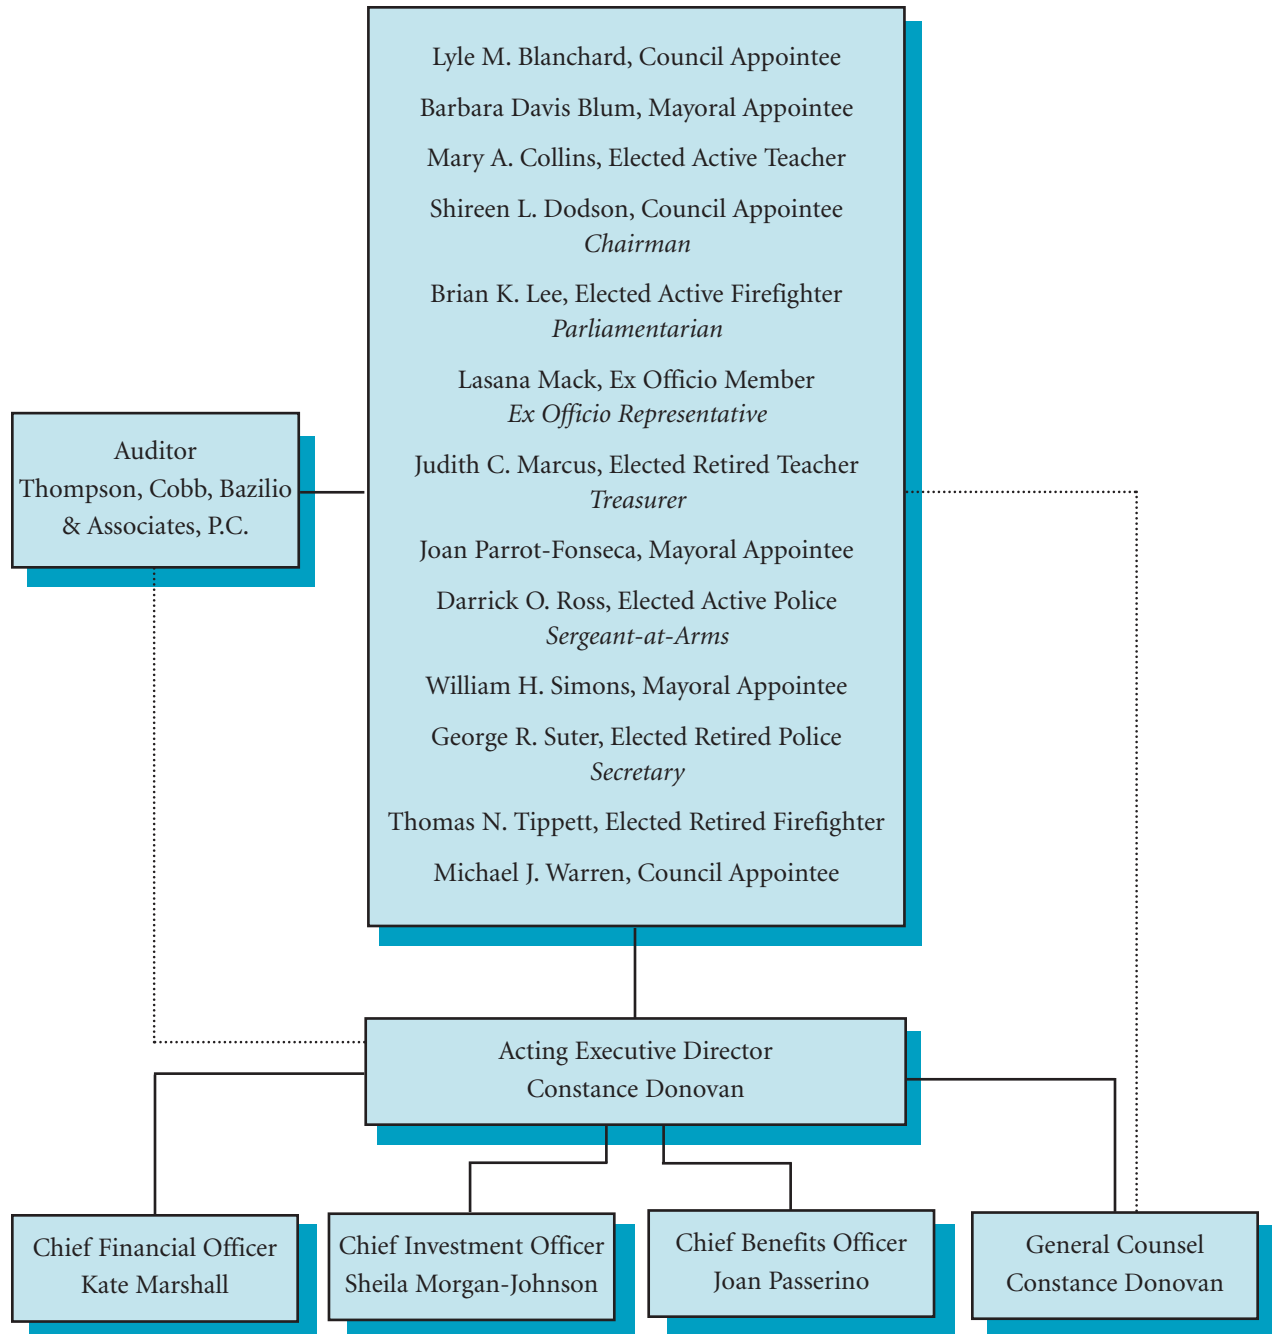 Lyle M. Blanchard, Council Appointee
Barbara Davis Blum, Mayoral Appointee
Mary A. Collins, Elected Active Teacher
Shireen L. Dodson, Council Appointee
Chairman
Brian K. Lee, Elected Active Firefighter
Parliamentarian
Lasana Mack, Ex Officio Member
Ex Officio Representative
Judith C. Marcus, Elected Retired Teacher
Treasurer
Joan Parrot-Fonseca, Mayoral Appointee
Darrick O. Ross, Elected Active Police
Sergeant-at-Arms
William H. Simons, Mayoral Appointee
George R. Suter, Elected Retired Police
Secretary
Thomas N. Tippett, Elected Retired Firefighter
Michael J. Warren, Council Appointee
Auditor
Thompson, Cobb, Bazilio
& Associates, P.C.
Acting Executive Director
Constance Donovan
Chief Financial Officer
Kate Marshall
Chief Investment Officer
Sheila Morgan-Johnson
Chief Benefits Officer
Joan Passerino
General Counsel
Constance Donovan